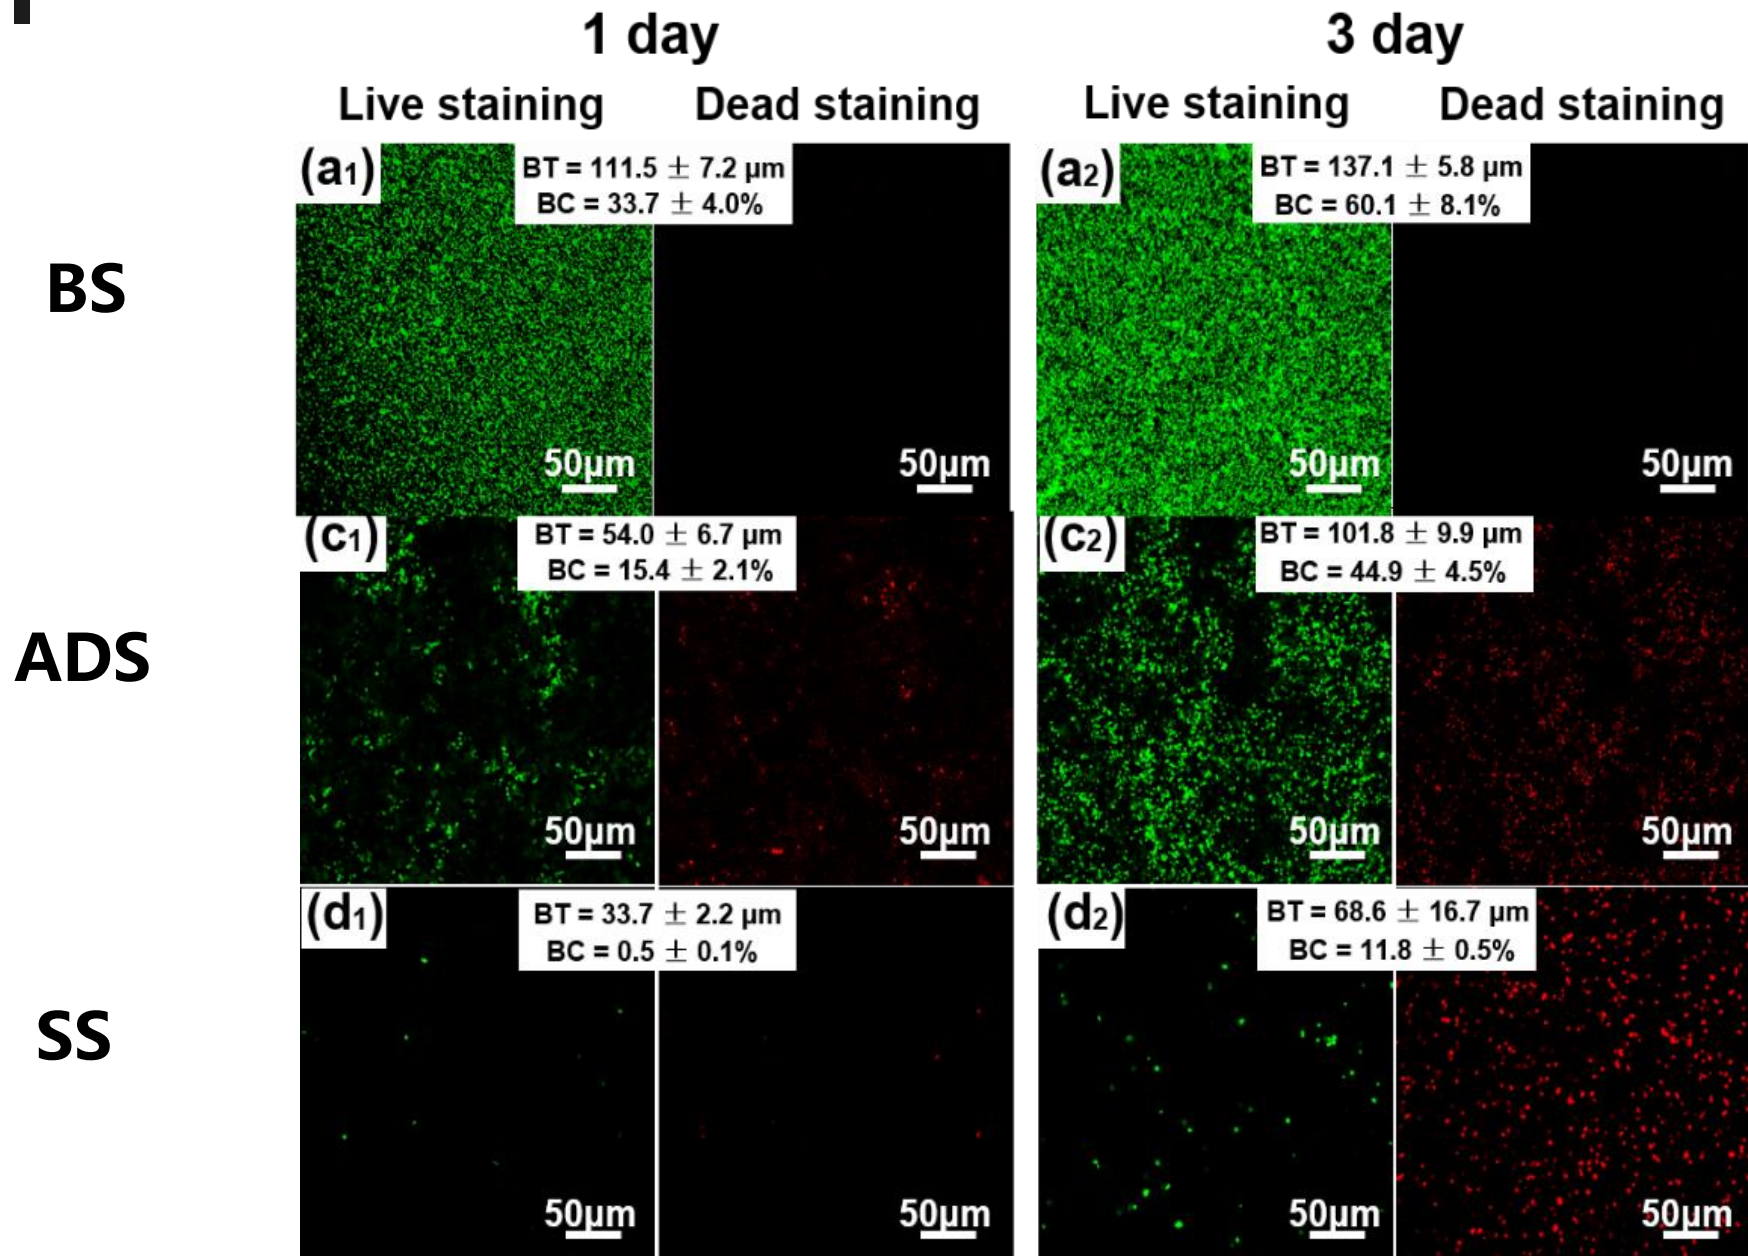 1 day
3 day
Live staining
Dead staining
Live staining
Dead staining
BS
(a1)
BT = 111.5 ± 7.2 µm
BC = 33.7 ± 4.0%
50µm
50µm
(a2)
BT = 137.1 ± 5.8 µm
BC = 60.1 ± 8.1%
50µm
50µm
ADS
(c1)
BT = 54.0 ± 6.7 µm
BC = 15.4 ± 2.1%
50µm
50µm
(c2)
BT = 101.8 ± 9.9 µm
BC = 44.9 ± 4.5%
50µm
50µm
SS
(d1)
BT = 33.7 ± 2.2 µm
BC = 0.5 ± 0.1%
50µm
50µm
(d2)
BT = 68.6 ± 16.7 µm
BC = 11.8 ± 0.5%
50µm
50µm